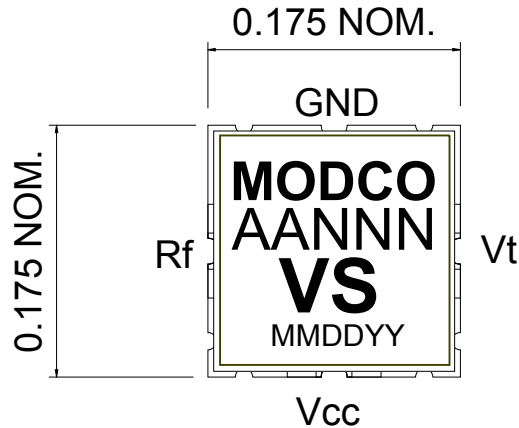 0.175 NOM.
GND
0.175 NOM.
MODCO
AANNN
VS
MMDDYY
Rf
Vt
Vcc